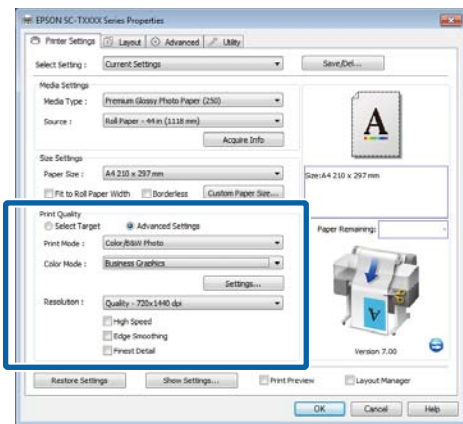 EPSON SC-TXXXX Series Properties
Printer Settings Layout Advanced Utility
Select Setting : Current Settings Save/Del...
Media Settings
Media Type : Premium Glossy Photo Paper (250)
Source : Roll Paper - 44 in (1118 mm)
Acquire Info
Size Settings
Paper Size : A4 210 x 297 mm
Fit to Roll Paper Width Borderless Custom Paper Size...
Print Quality
Select Target Advanced Settings
Print Mode : Color/B&W Photo
Color Mode : Business Graphics
Settings...
Resolution : Quality - 720x1440 dpi
High Speed
Edge Smoothing
Finest Detail
A
Size:A4 210 x 297 mm
Paper Remaining: -
A
Version 7.00
Restore Settings Show Settings... Print Preview Layout Manager
OK Cancel Help